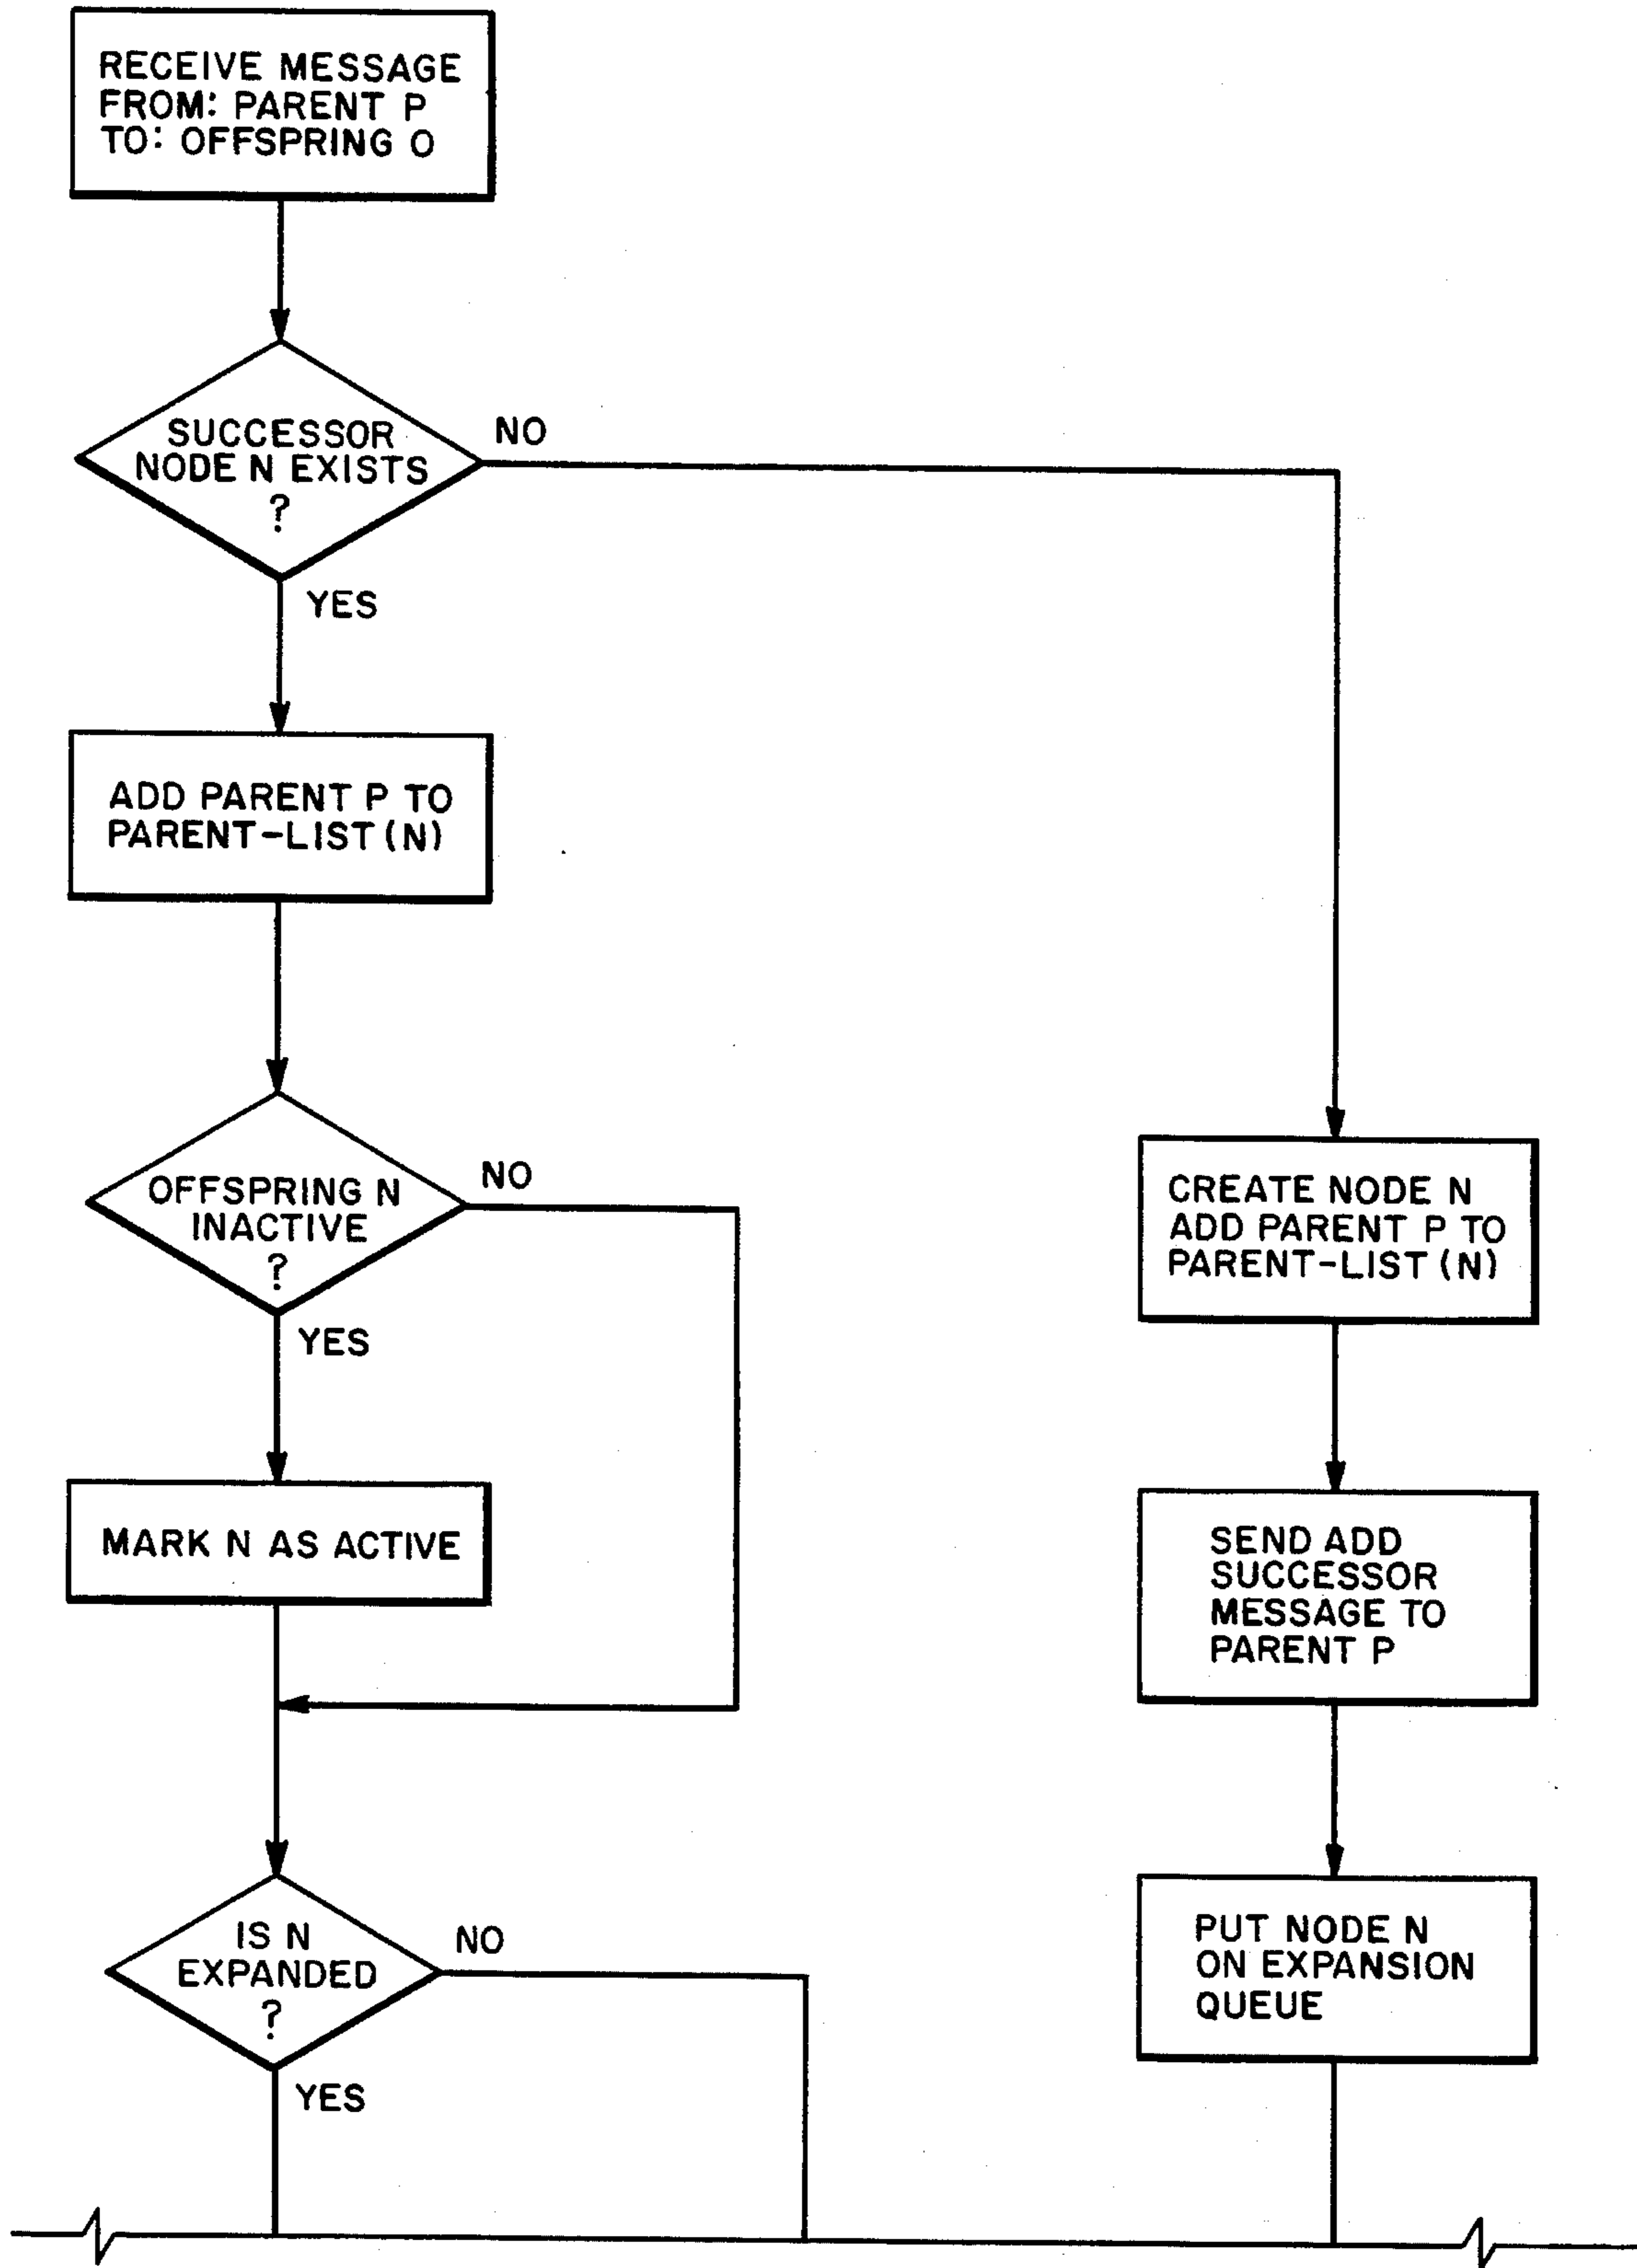 RECEIVE MESSAGE
FROM: PARENT P
TO: OFFSPRING O
SUCCESSOR
NODE N EXISTS
?
NO
YES
ADD PARENT P TO
PARENT-LIST (N)
OFFSPRING N
INACTIVE
?
NO
YES
MARK N AS ACTIVE
IS N
EXPANDED
?
NO
YES
CREATE NODE N
ADD PARENT P TO
PARENT-LIST (N)
SEND ADD
SUCCESSOR
MESSAGE TO
PARENT P
PUT NODE N
ON EXPANSION
QUEUE